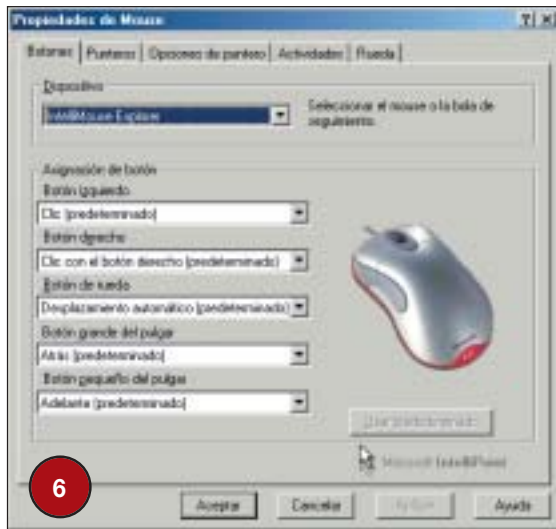 Propiedades de Mouse
Botones Punteros Opciones de puntero Actividades Rueda
Dispositivo
IntelliMouse Explorer
Seleccionar el mouse o la bola de
seguimiento.
Asignación de botón
Botón izquierdo
Clic (predeterminado)
Botón derecho
Clic con el botón derecho (predeterminado)
Botón de rueda
Desplazamiento automático (predeterminado)
Botón grande del pulgar
Atrás (predeterminado)
Botón pequeño del pulgar
Adelante (predeterminado)
Usar predeterminado
Microsoft IntelliPoint
6
Aceptar Cancelar Aplicar Ayuda